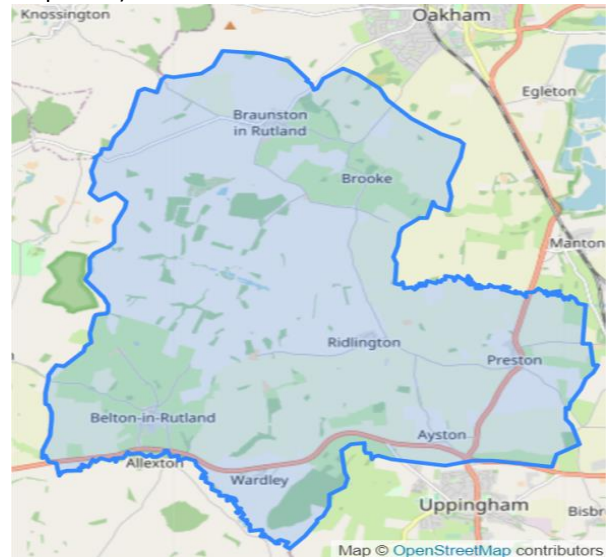 Knossington
Oakham
Egleton
Braunston
in Rutland
Brooke
Manton
Ridlington
Preston
Belton-in-Rutland
Ayston
Allexton
Wardley
Uppingham
Bisbr
Map © OpenStreetMap contributors